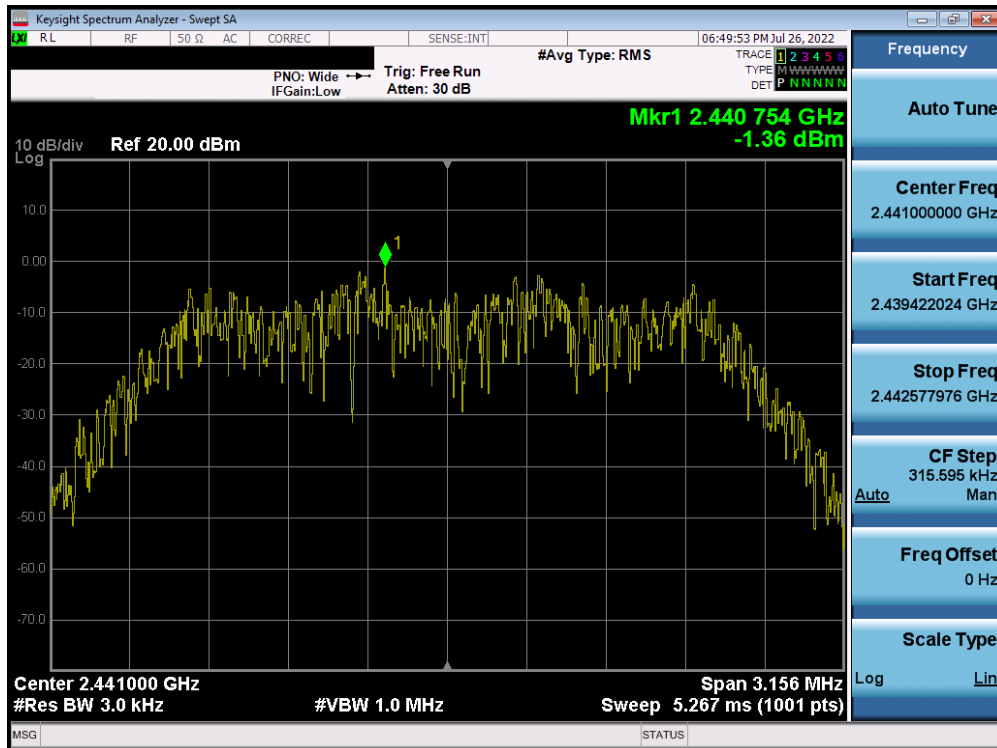 Keysight Spectrum Analyzer - Swept SA
LXI RL RF 50 Ω AC CORREC SENSE:INT 06:49:53 PM Jul 26, 2022
#Avg Type: RMS
TRACE 1 2 3 4 5 6
TYPE M WWWWW
DET P N N N N N
PNO: Wide Trig: Free Run
IFGain:Low Atten: 30 dB
Mkr1 2.440 754 GHz
-1.36 dBm
10 dB/div Ref 20.00 dBm
Log
10.0
0.00
-10.0
-20.0
-30.0
-40.0
-50.0
-60.0
-70.0
1
Center 2.441000 GHz Span 3.156 MHz
#Res BW 3.0 kHz #VBW 1.0 MHz Sweep 5.267 ms (1001 pts)
MSG STATUS
Frequency
Auto Tune
Center Freq
2.441000000 GHz
Start Freq
2.439422024 GHz
Stop Freq
2.442577976 GHz
CF Step
315.595 kHz
Auto Man
Freq Offset
0 Hz
Scale Type
Log Lin